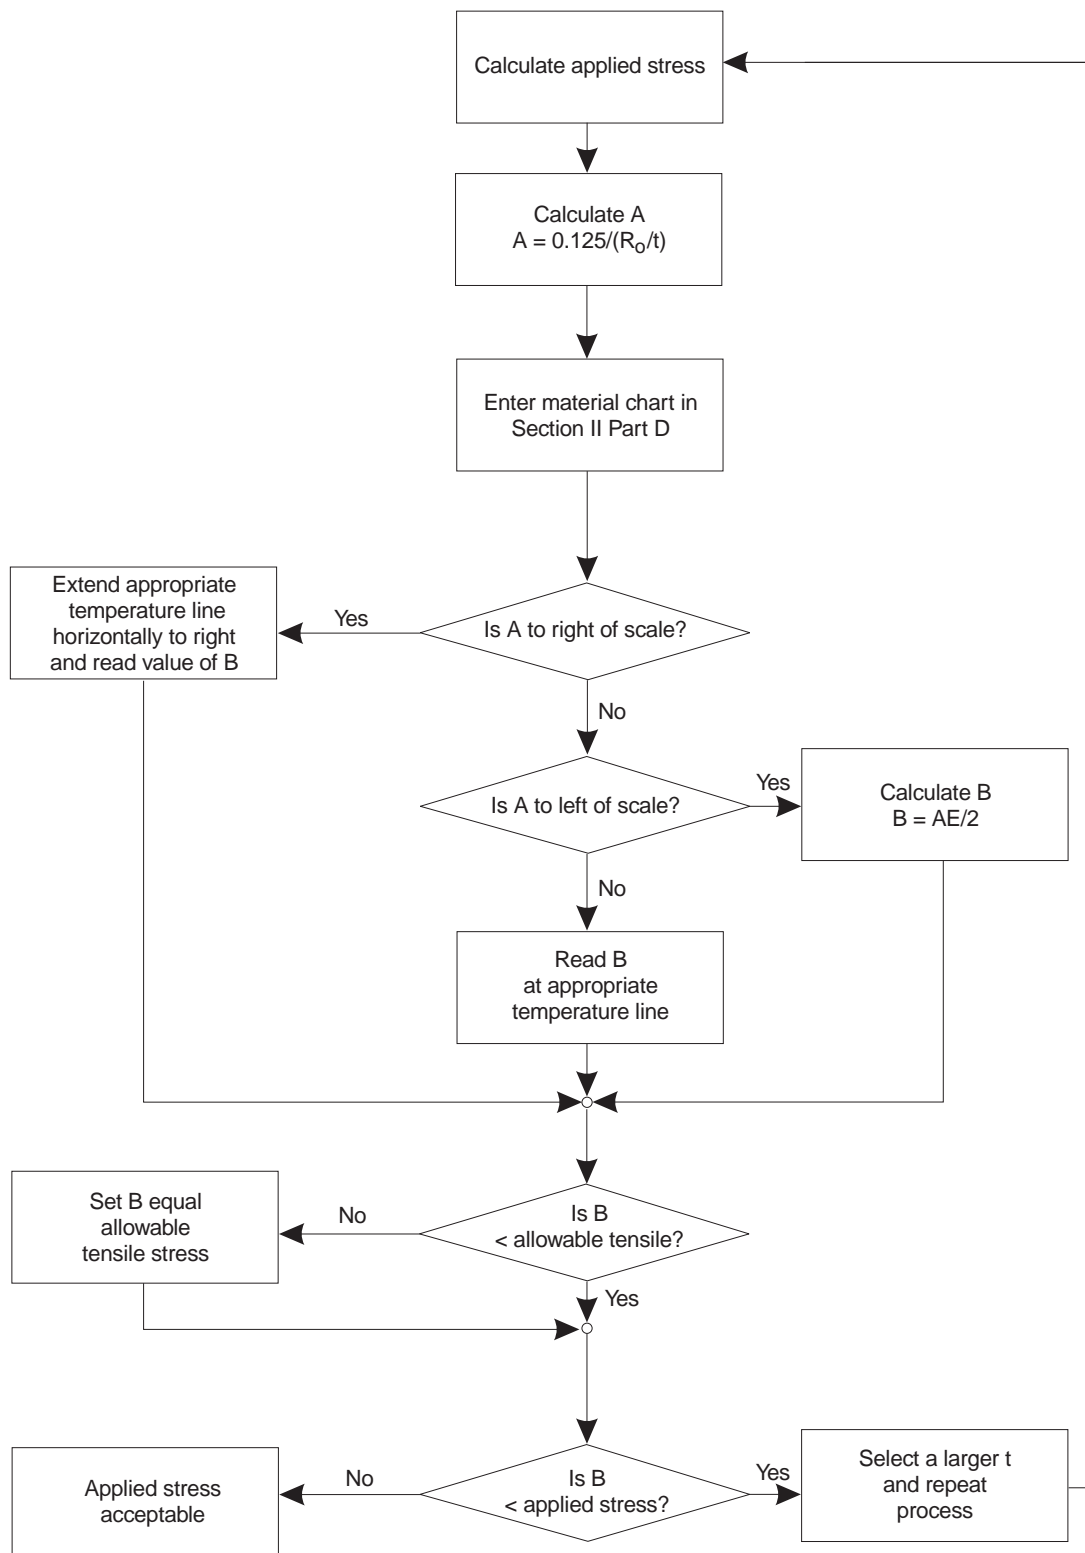 Calculate applied stress
Calculate A
A = 0.125/(Ro/t)
Enter material chart in
Section II Part D
Extend appropriate
temperature line
horizontally to right
and read value of B
Yes
Is A to right of scale?
No
Is A to left of scale?
Yes
Calculate B
B = AE/2
No
Read B
at appropriate
temperature line
Set B equal
allowable
tensile stress
No
Is B
< allowable tensile?
Yes
Applied stress
acceptable
No
Is B
< applied stress?
Yes
Select a larger t
and repeat
process